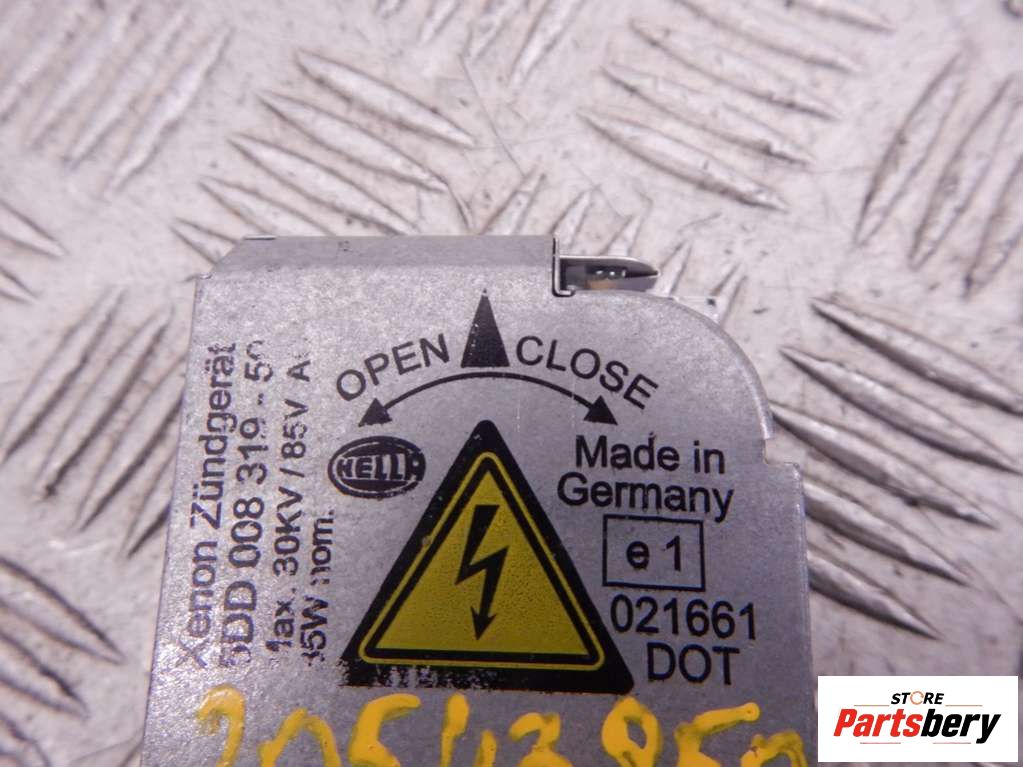 OPEN CLOSE
HELLA
Made in
Germany
e 1
021661
DOT
Xenon Zündgerät
5DD 008 319 - 50
Max. 30KV / 85V
35W nom.
STORE
Partsbery